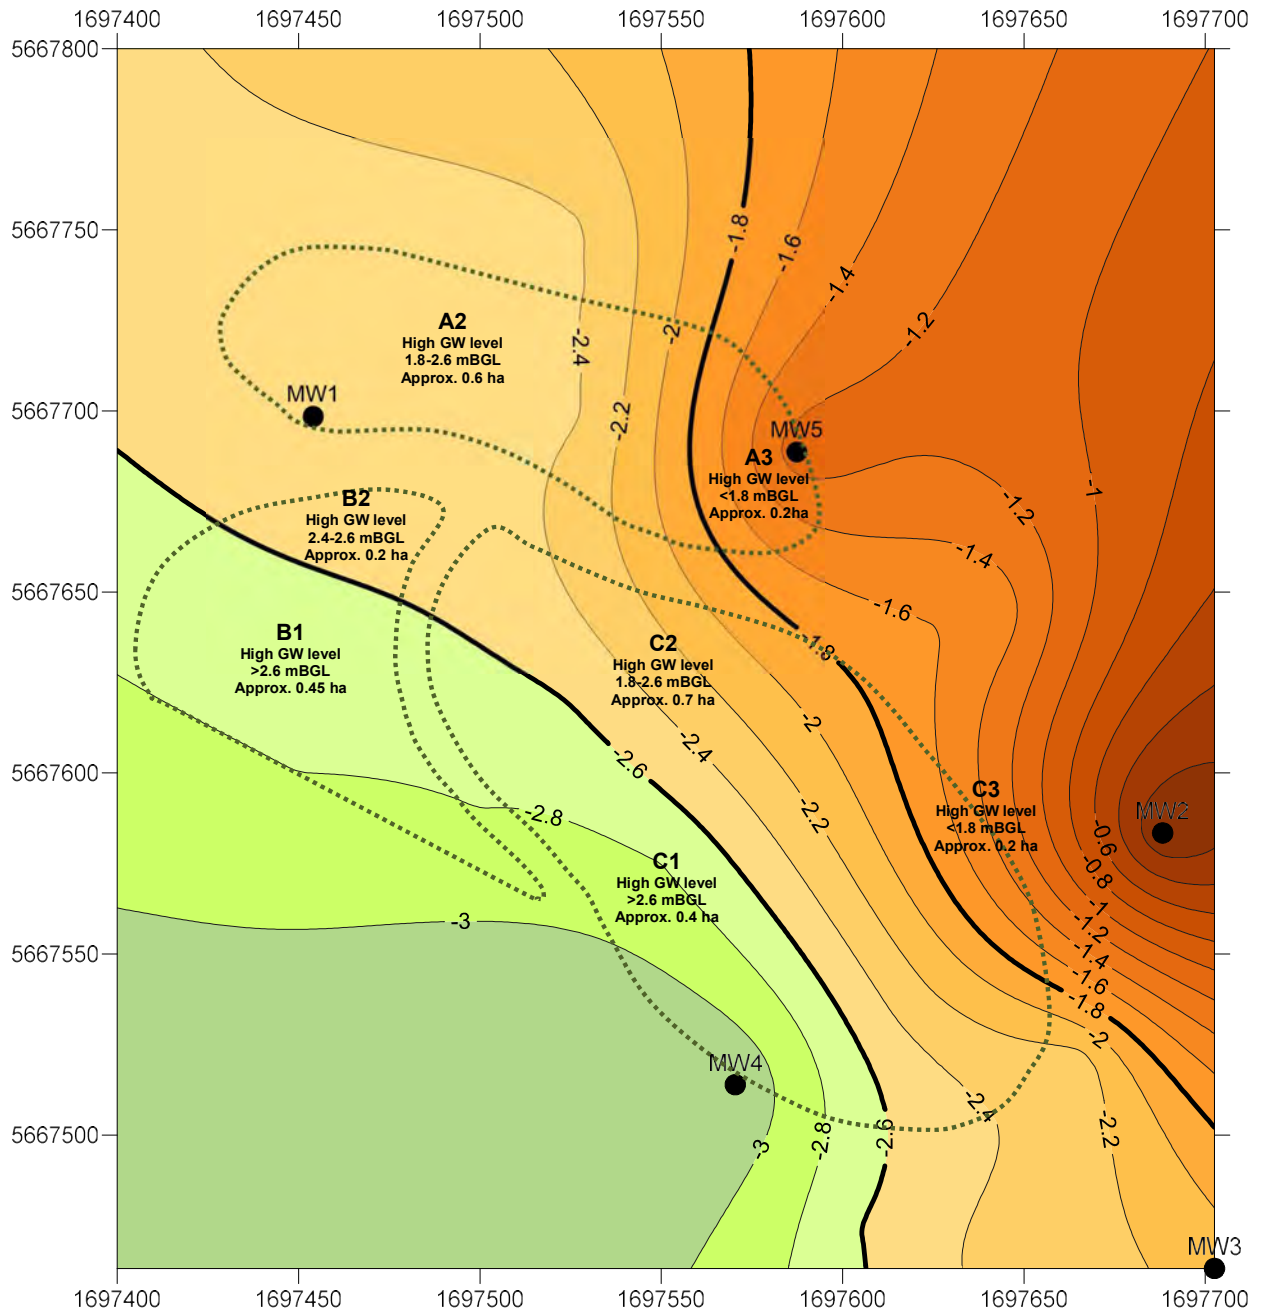 1697400 1697450 1697500 1697550 1697600 1697650 1697700
5667800
5667750
5667700
5667650
5667600
5667550
5667500
-1.8
-1.6
-1.4
-1.2
-2
-2.4
-2.2
A2
High GW level
1.8-2.6 mBGL
Approx. 0.6 ha
MW1
MW5
A3
High GW level
<1.8 mBGL
Approx. 0.2ha
-1
-1.2
-1.4
-1.6
-1.8
B2
High GW level
2.4-2.6 mBGL
Approx. 0.2 ha
B1
High GW level
>2.6 mBGL
Approx. 0.45 ha
C2
High GW level
1.8-2.6 mBGL
Approx. 0.7 ha
-2
-2.4
-2.6
-2.2
-2.8
C3
High GW level
<1.8 mBGL
Approx. 0.2 ha
MW2
-0.6
-0.8
-1
-1.2
-1.4
-1.6
-1.8
-2
C1
High GW level
>2.6 mBGL
Approx. 0.4 ha
-3
MW4
-2.4
-2.2
-3
-2.8
-2.6
MW3
1697400 1697450 1697500 1697550 1697600 1697650 1697700